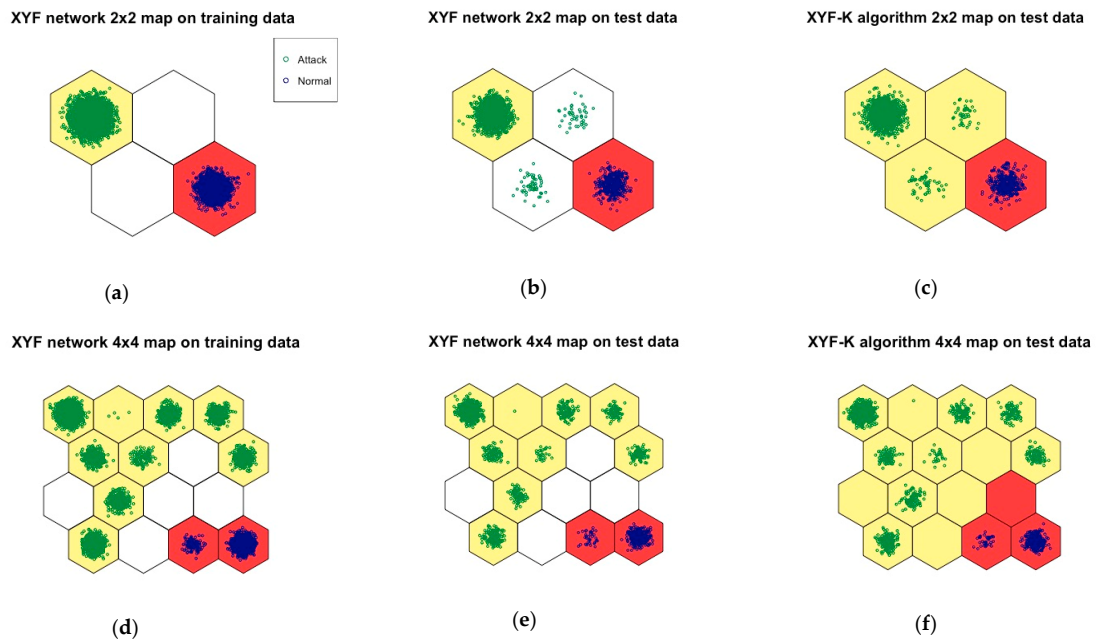 XYF network 2x2 map on training data
XYF network 2x2 map on test data
XYF-K algorithm 2x2 map on test data
Attack
Normal
(a)
(b)
(c)
XYF network 4x4 map on training data
XYF network 4x4 map on test data
XYF-K algorithm 4x4 map on test data
(d)
(e)
(f)